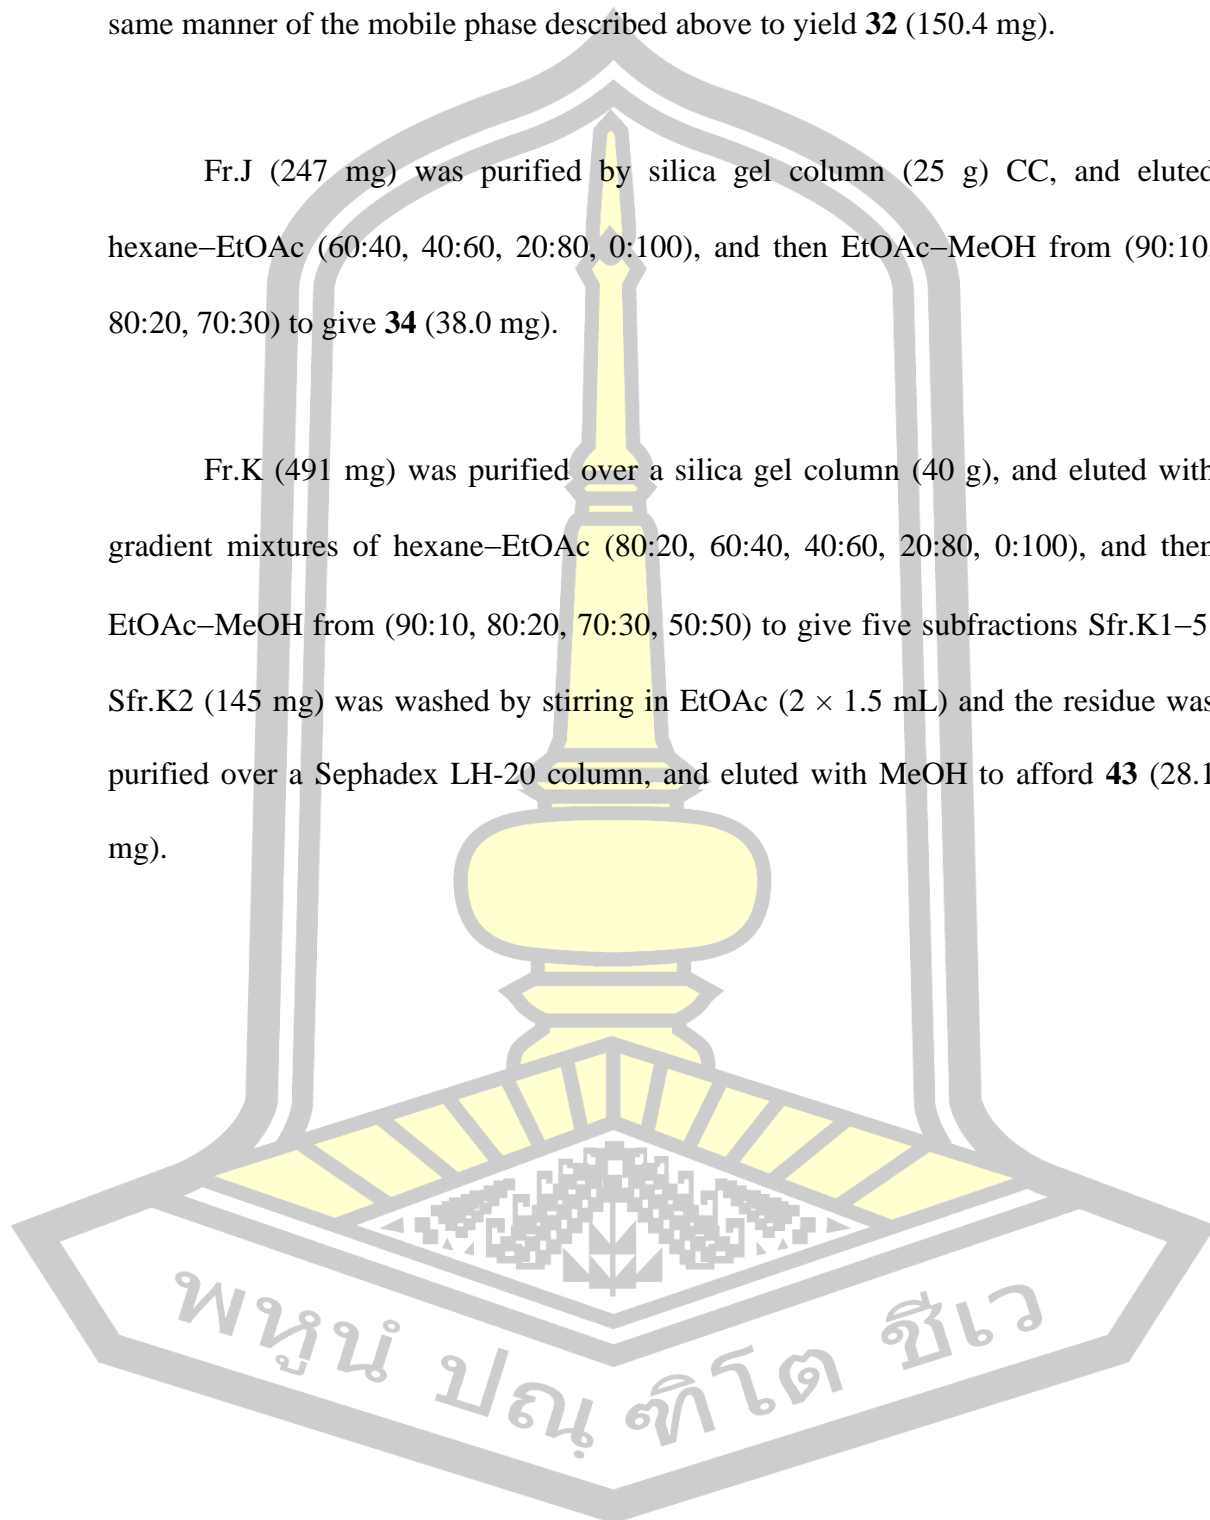 same manner of the mobile phase described above to yield 32 (150.4 mg).
Fr.J (247 mg) was purified by silica gel column (25 g) CC, and eluted
hexane–EtOAc (60:40, 40:60, 20:80, 0:100), and then EtOAc–MeOH from (90:10,
80:20, 70:30) to give 34 (38.0 mg).
Fr.K (491 mg) was purified over a silica gel column (40 g), and eluted with
gradient mixtures of hexane–EtOAc (80:20, 60:40, 40:60, 20:80, 0:100), and then
EtOAc–MeOH from (90:10, 80:20, 70:30, 50:50) to give five subfractions Sfr.K1–5
Sfr.K2 (145 mg) was washed by stirring in EtOAc (2 × 1.5 mL) and the residue was
purified over a Sephadex LH-20 column, and eluted with MeOH to afford 43 (28.1
mg).
พหูนํ ปณฺฑิโต ชีเว